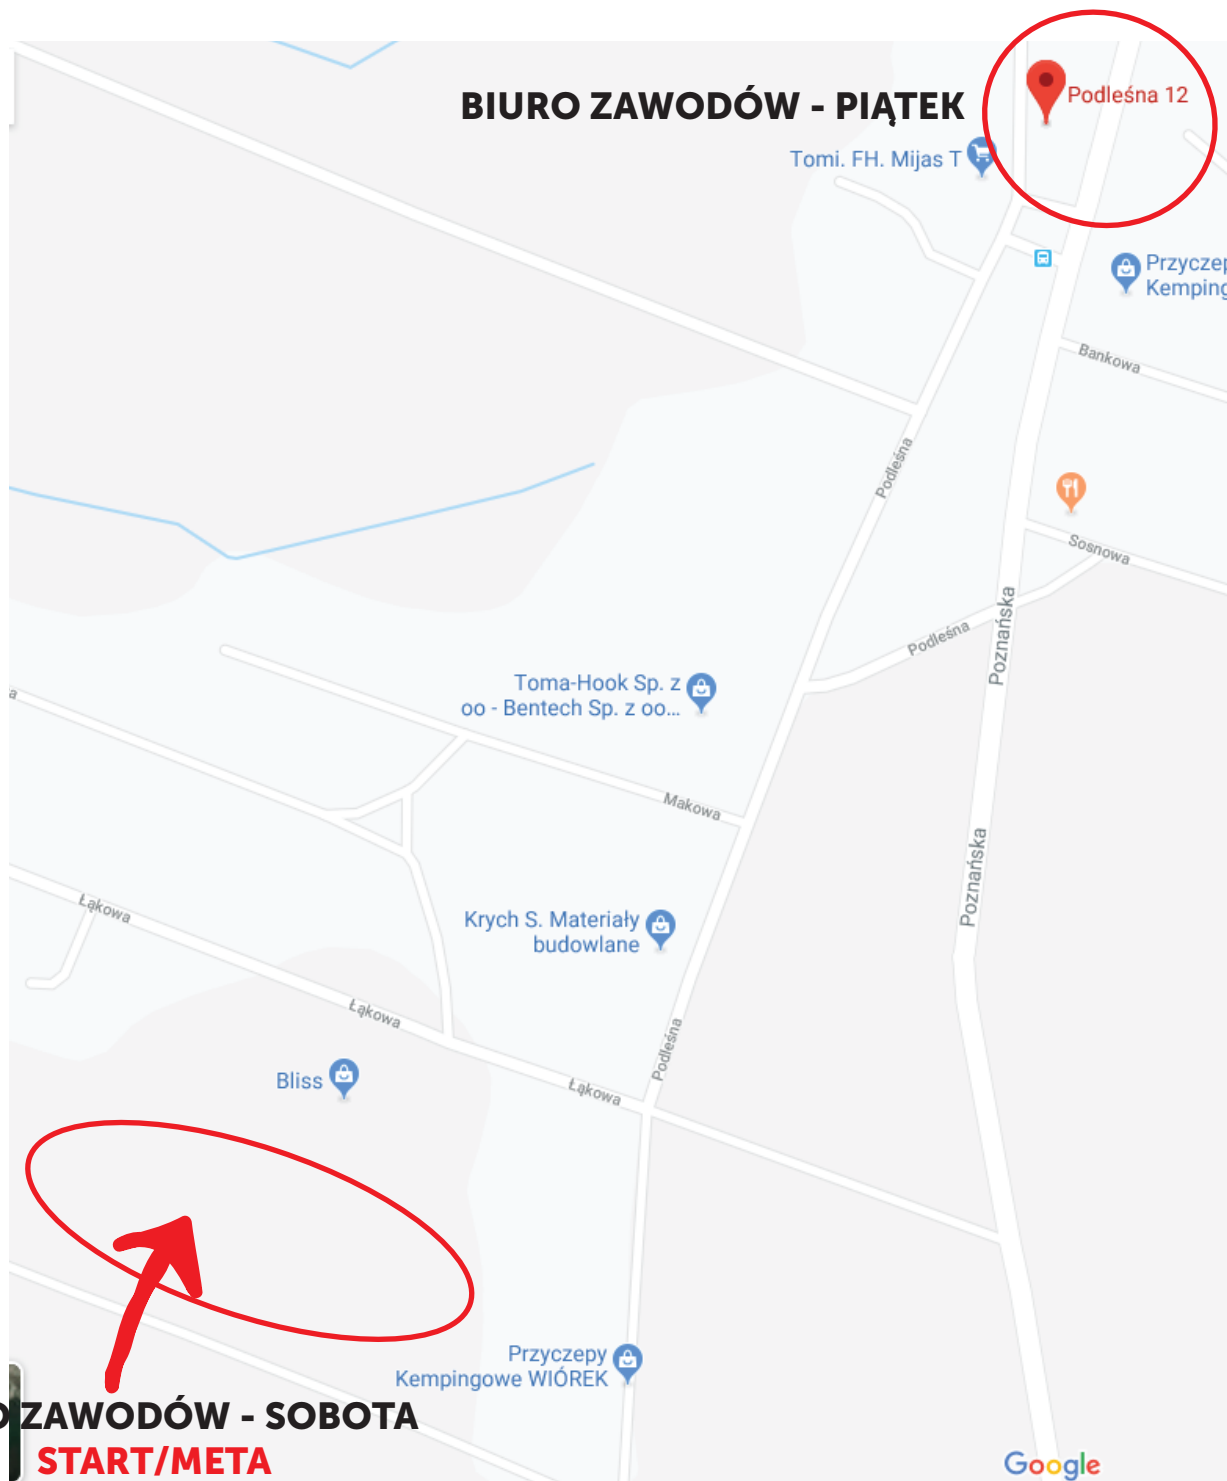 BIURO ZAWODÓW - PIĄTEK
Podleśna 12
Tomi. FH. Mijas T
Kemping
Bankowa
Podleśna
Sosnowa
Poznańska
Podleśna
Toma-Hook Sp. z
oo - Bentech Sp. z oo...
Makowa
Poznańska
Łąkowa
Krych S. Materiały
budowlane
Łąkowa
Podleśna
Bliss
Łąkowa
Przyczepy
Kempingowe WIÓREK
ZAWODÓW - SOBOTA
START/META
Google